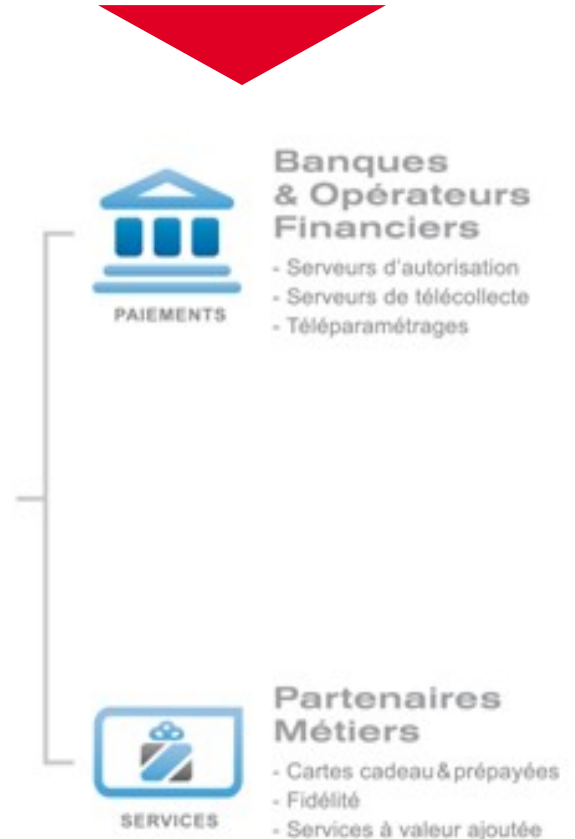 Banques
& Opérateurs
Financiers
- Serveurs d'autorisation
- Serveurs de télécollecte
- Téléparamétrages
PAIEMENTS
Partenaires
Métiers
- Cartes cadeau & prépayées
- Fidélité
- Services à valeur ajoutée
SERVICES